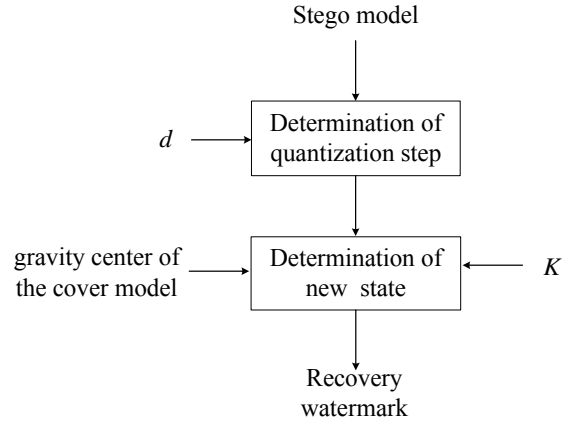 Stego model
d
Determination of
quantization step
gravity center of
the cover model
Determination of
new state
K
Recovery
watermark